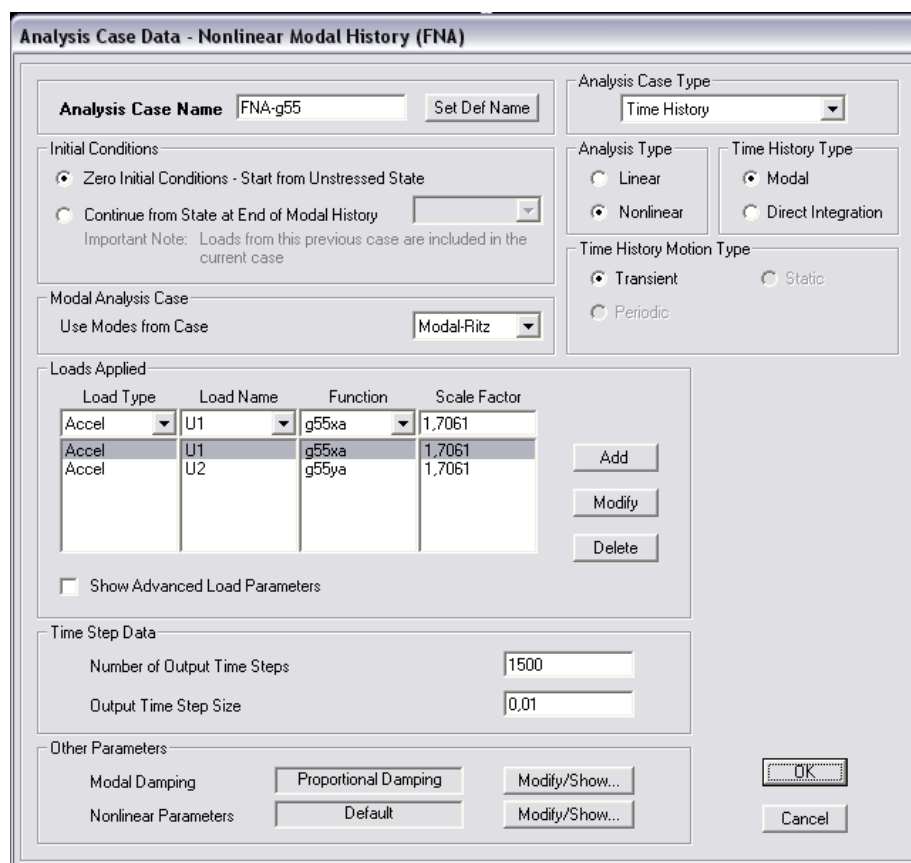 Analysis Case Data - Nonlinear Modal History (FNA)
Analysis Case Name FNA-g55 Set Def Name
Analysis Case Type
Time History
Initial Conditions
Zero Initial Conditions - Start from Unstressed State
Continue from State at End of Modal History
Important Note: Loads from this previous case are included in the
current case
Analysis Type
Linear
Nonlinear
Time History Type
Modal
Direct Integration
Time History Motion Type
Transient Static
Periodic
Modal Analysis Case
Use Modes from Case Modal-Ritz
Loads Applied
Load Type Load Name Function Scale Factor
Accel U1 g55xa 1,7061
Accel U1 g55xa 1,7061
Accel U2 g55ya 1,7061
Add
Modify
Delete
Show Advanced Load Parameters
Time Step Data
Number of Output Time Steps 1500
Output Time Step Size 0,01
Other Parameters
Modal Damping Proportional Damping Modify/Show...
Nonlinear Parameters Default Modify/Show...
OK
Cancel